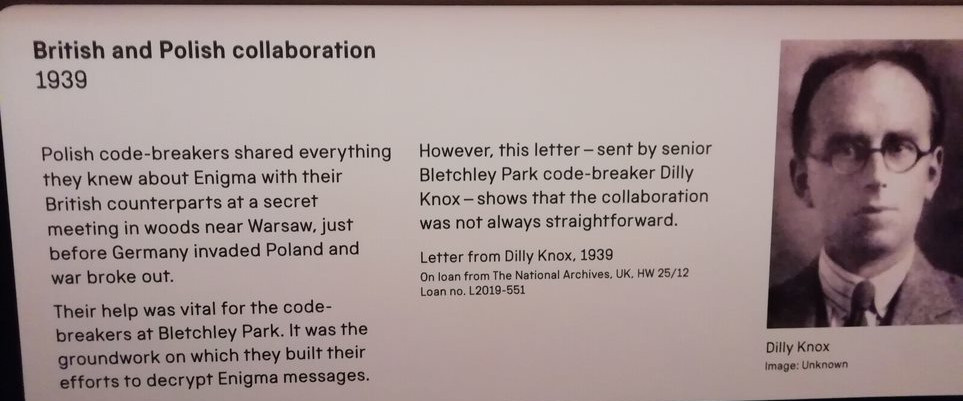 British and Polish collaboration
1939
Polish code-breakers shared everything
they knew about Enigma with their
British counterparts at a secret
meeting in woods near Warsaw, just
before Germany invaded Poland and
war broke out.
Their help was vital for the code-
breakers at Bletchley Park. It was the
groundwork on which they built their
efforts to decrypt Enigma messages.
However, this letter – sent by senior
Bletchley Park code-breaker Dilly
Knox – shows that the collaboration
was not always straightforward.
Letter from Dilly Knox, 1939
On loan from The National Archives, UK, HW 25/12
Loan no. L2019-551
Dilly Knox
Image: Unknown